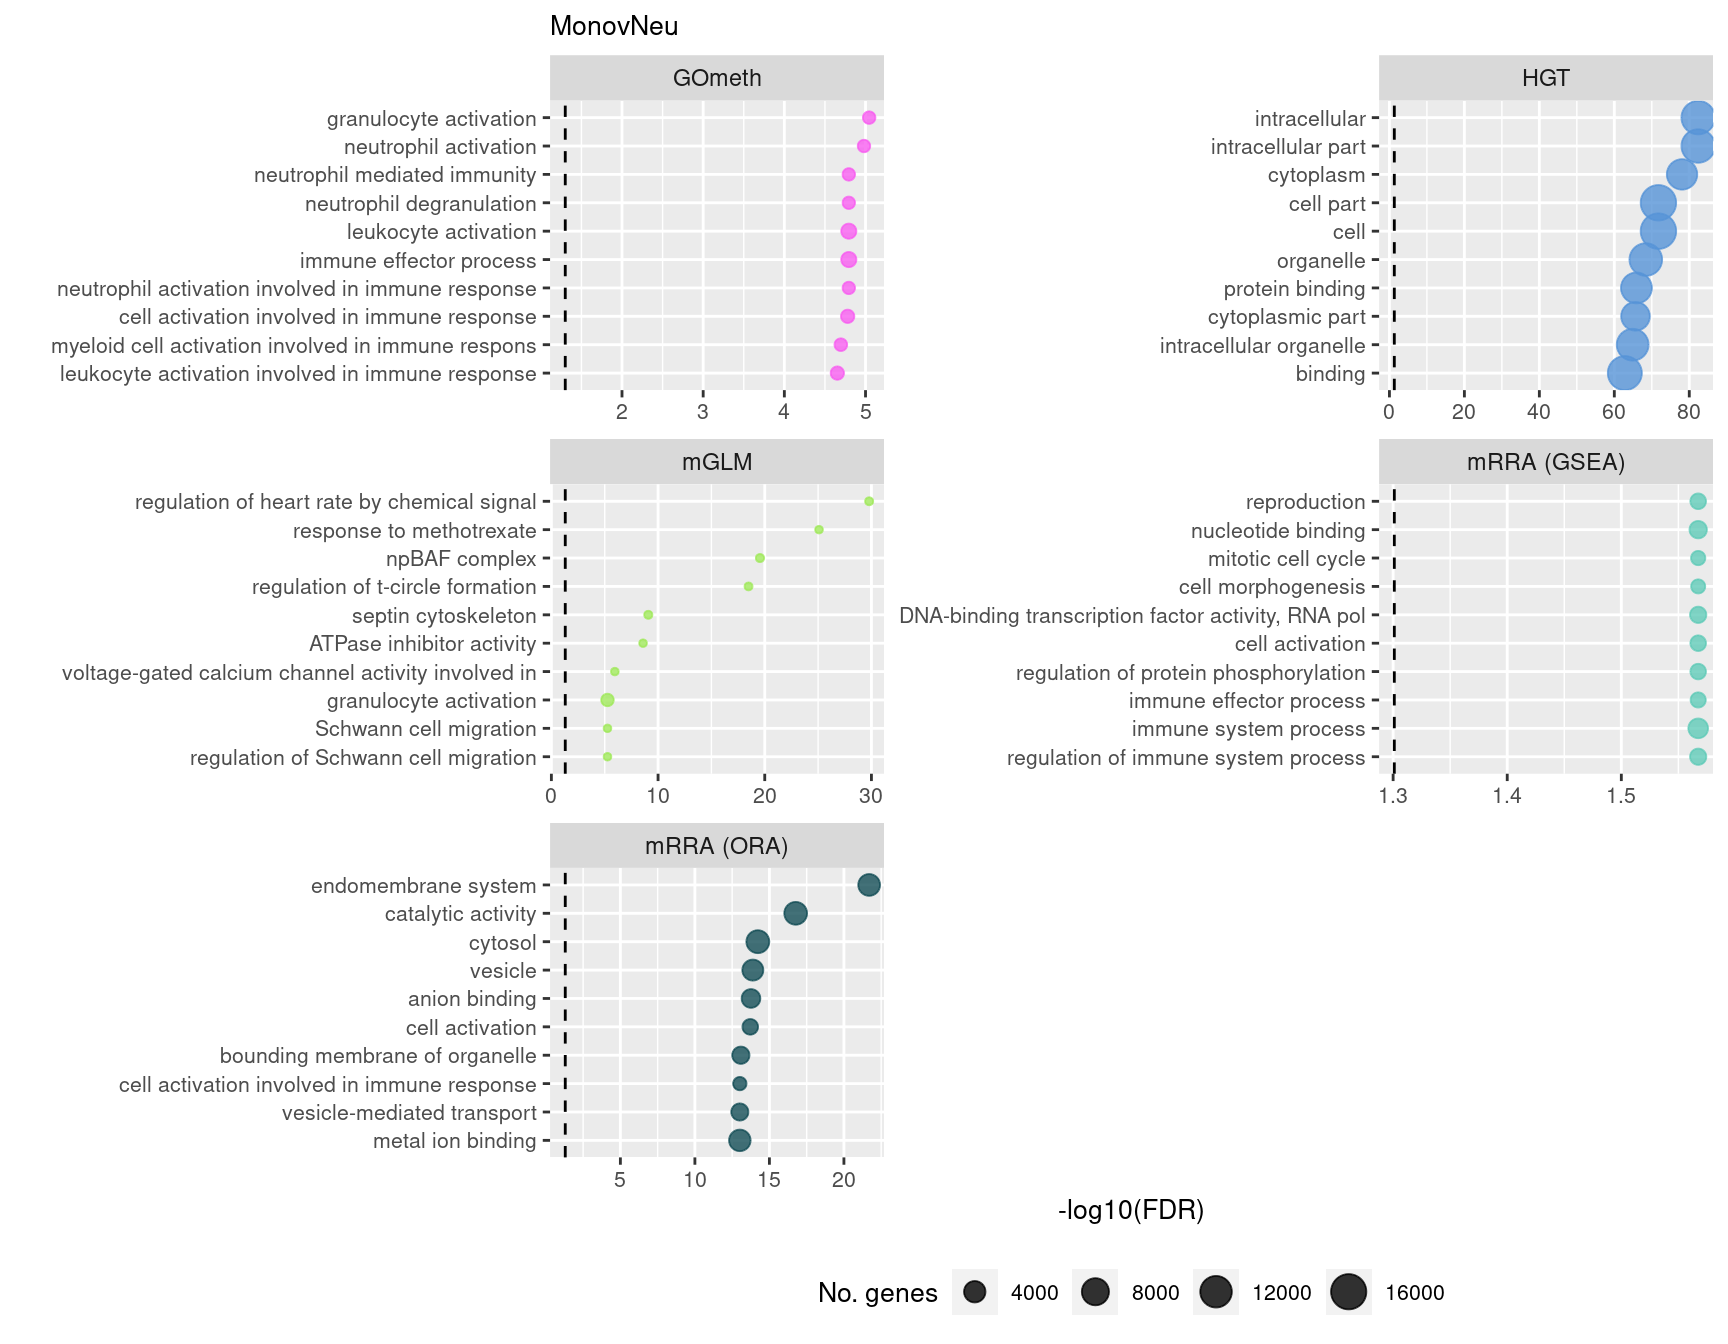 MonovNeu
GOmeth
granulocyte activation
neutrophil activation
neutrophil mediated immunity
neutrophil degranulation
leukocyte activation
immune effector process
neutrophil activation involved in immune response
cell activation involved in immune response
myeloid cell activation involved in immune respons
leukocyte activation involved in immune response
2 3 4 5
HGT
intracellular
intracellular part
cytoplasm
cell part
cell
organelle
protein binding
cytoplasmic part
intracellular organelle
binding
0 20 40 60 80
mGLM
regulation of heart rate by chemical signal
response to methotrexate
npBAF complex
regulation of t-circle formation
septin cytoskeleton
ATPase inhibitor activity
voltage-gated calcium channel activity involved in
granulocyte activation
Schwann cell migration
regulation of Schwann cell migration
0 10 20 30
mRRA (GSEA)
reproduction
nucleotide binding
mitotic cell cycle
cell morphogenesis
DNA-binding transcription factor activity, RNA pol
cell activation
regulation of protein phosphorylation
immune effector process
immune system process
regulation of immune system process
1.3 1.4 1.5
mRRA (ORA)
endomembrane system
catalytic activity
cytosol
vesicle
anion binding
cell activation
bounding membrane of organelle
cell activation involved in immune response
vesicle-mediated transport
metal ion binding
5 10 15 20
-log10(FDR)
No. genes 4000 8000 12000 16000